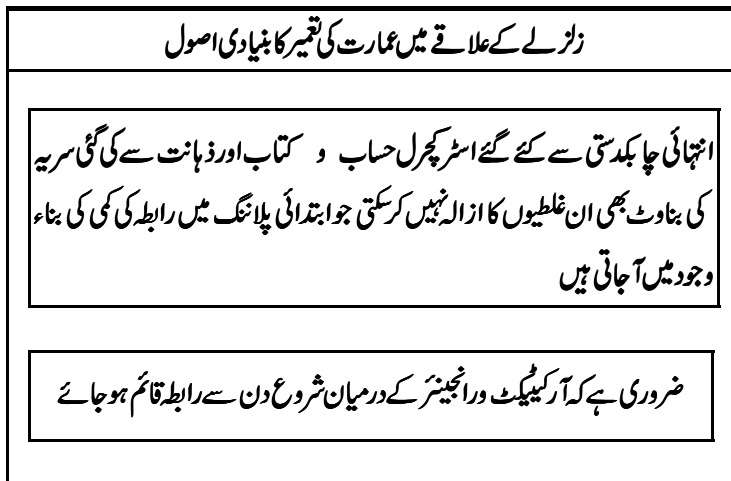 زلزلے کے علاقے میں عمارت کی تعمیر کا بنیادی اصول
انتہائی چابکدستی سے کئے گئے اسٹرکچرل حساب و کتاب اور ذہانت سے کی گئی سریہ
کی بناوٹ بھی ان غلطیوں کا ازالہ نہیں کرسکتی جو ابتدائی پلاننگ میں رابطہ کی کمی کی بناء
وجود میں آجاتی ہیں
ضروری ہے کہ آرکیٹیکٹ ورانجینئر کے درمیان شروع دن سے رابطہ قائم ہوجائے